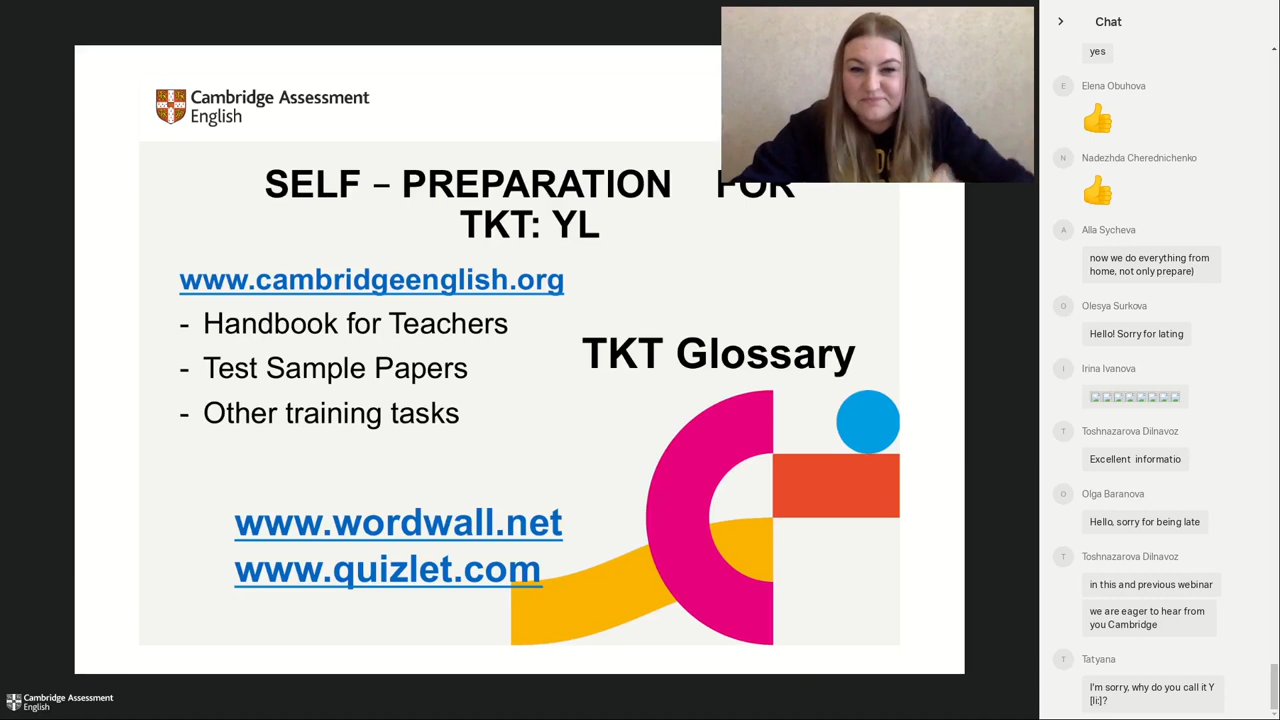 Cambridge Assessment
English
SELF – PREPARATION FOR
TKT: YL
www.cambridgeenglish.org
- Handbook for Teachers
- Test Sample Papers
- Other training tasks
TKT Glossary
www.wordwall.net
www.quizlet.com
Cambridge Assessment
English
Chat
yes
E
Elena Obuhova
N
Nadezhda Cherednichenko
A
Alla Sycheva
now we do everything from
home, not only prepare)
O
Olesya Surkova
Hello! Sorry for lating
I
Irina Ivanova
T
Toshnazarova Dilnavoz
Excellent informatio
O
Olga Baranova
Hello, sorry for being late
T
Toshnazarova Dilnavoz
in this and previous webinar
we are eager to hear from
you Cambridge
T
Tatyana
I'm sorry, why do you call it Y
[li:]?